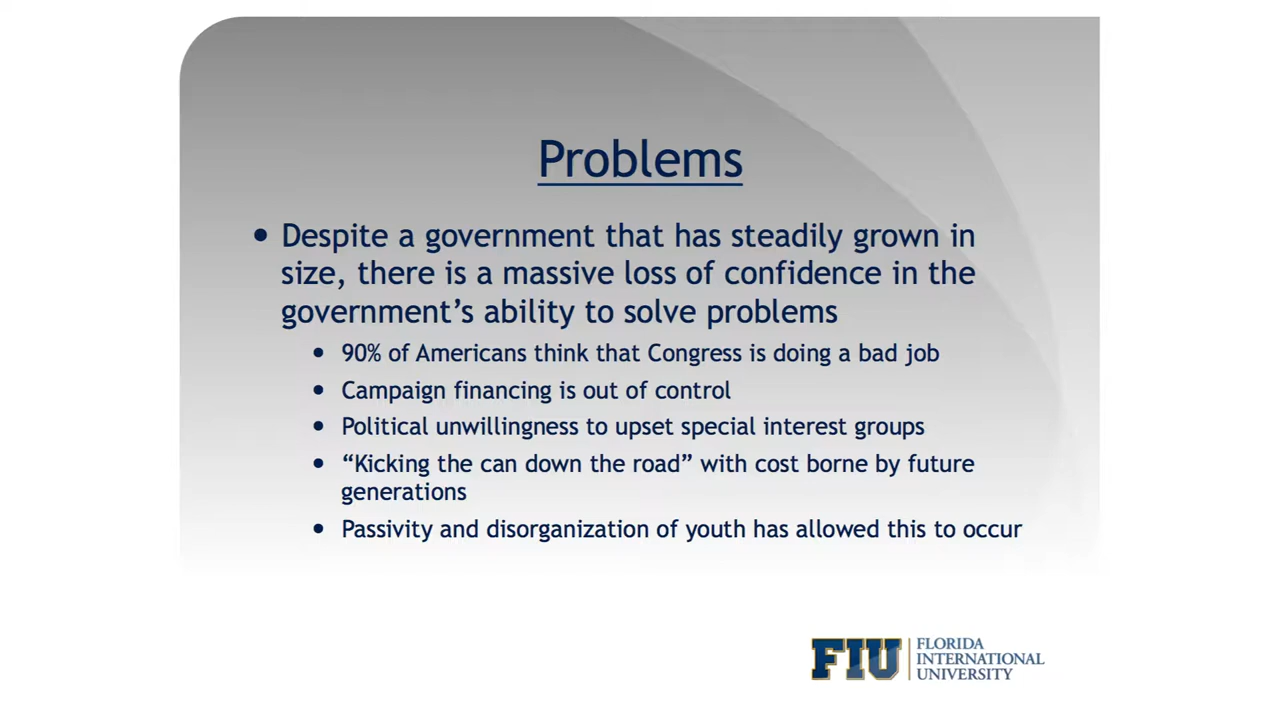 Problems
• Despite a government that has steadily grown in
size, there is a massive loss of confidence in the
government’s ability to solve problems
• 90% of Americans think that Congress is doing a bad job
• Campaign financing is out of control
• Political unwillingness to upset special interest groups
• “Kicking the can down the road” with cost borne by future
generations
• Passivity and disorganization of youth has allowed this to occur
FIU
FLORIDA
INTERNATIONAL
UNIVERSITY